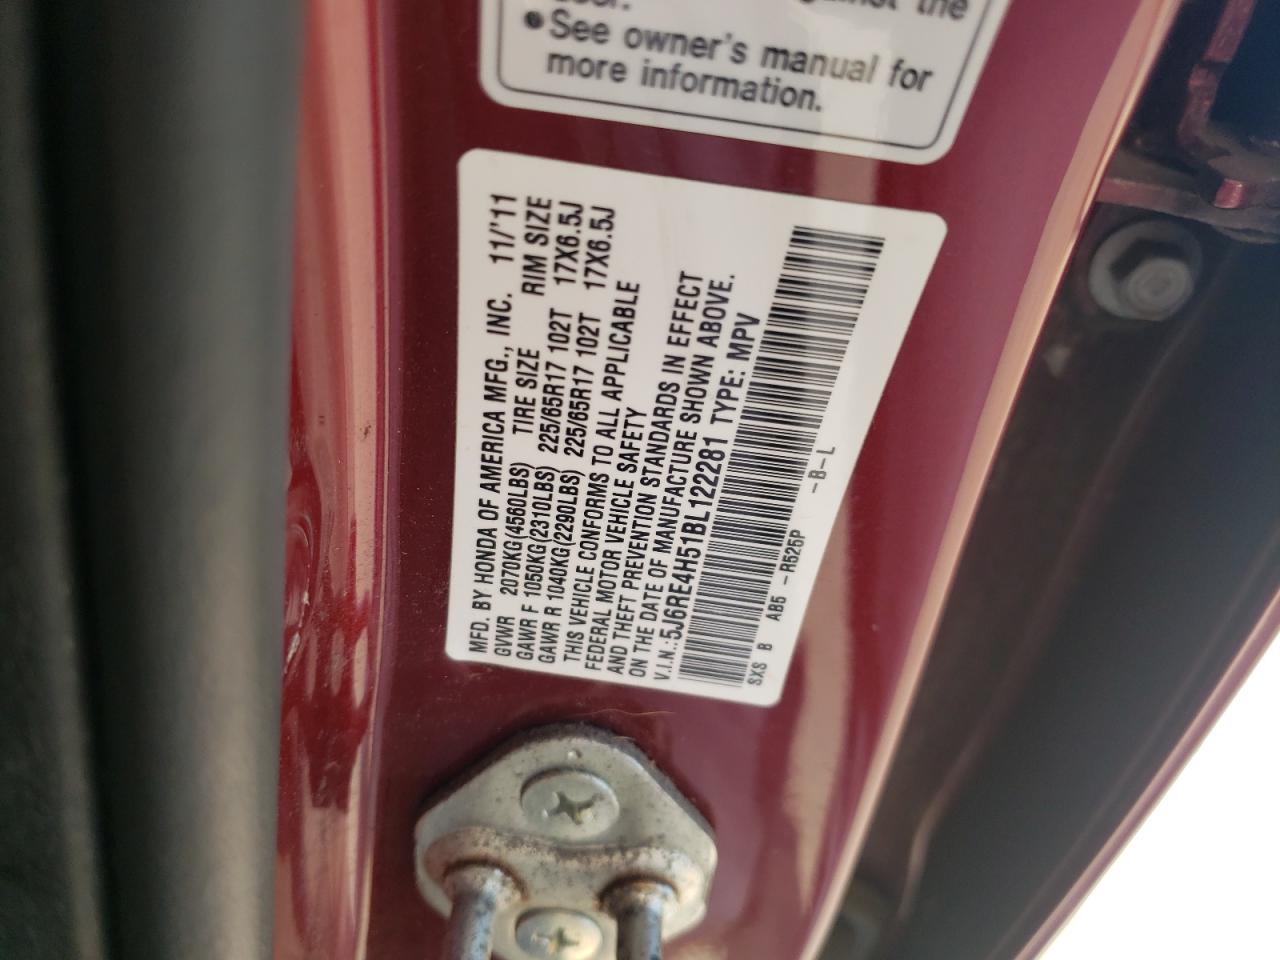 against the
• See owner's manual for
more information.
MFD. BY HONDA OF AMERICA MFG., INC. 11/'11
GVWR 2070KG(4560LBS) TIRE SIZE RIM SIZE
GAWR F 1050KG(2310LBS) 225/65R17 102T 17X6.5J
GAWR R 1040KG(2290LBS) 225/65R17 102T 17X6.5J
THIS VEHICLE CONFORMS TO ALL APPLICABLE
FEDERAL MOTOR VEHICLE SAFETY
AND THEFT PREVENTION STANDARDS IN EFFECT
ON THE DATE OF MANUFACTURE SHOWN ABOVE.
V.I.N.:5J6RE4H51BL122281 TYPE: MPV
SXS B AB5 -R525P -B-L